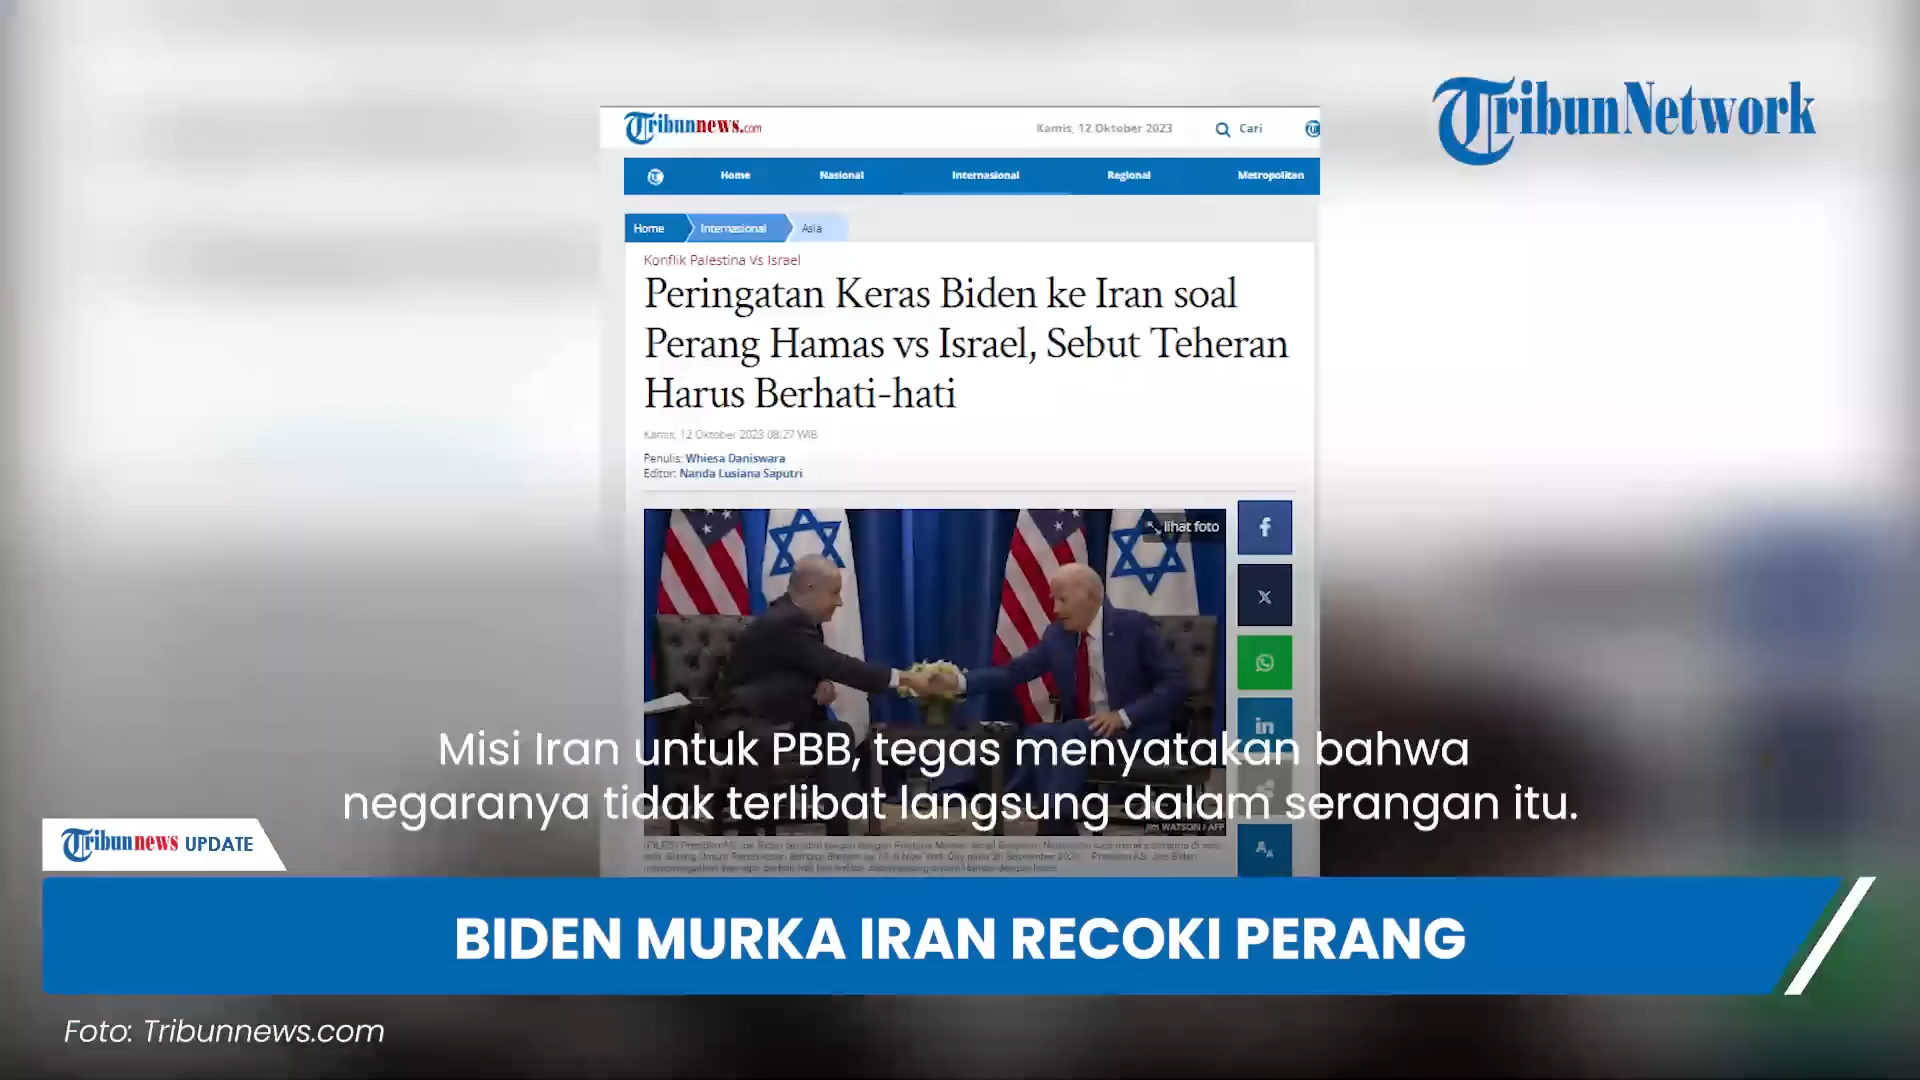 TribunNetwork
Tribunnews.com
Kamis, 12 Oktober 2023
Cari
Home
Nasional
Internasional
Regional
Metropolitan
Home
Internasional
Asia
Konflik Palestina Vs Israel
Peringatan Keras Biden ke Iran soal
Perang Hamas vs Israel, Sebut Teheran
Harus Berhati-hati
Kamis, 12 Oktober 2023 08:27 WIB
Penulis: Whiesa Daniswara
Editor: Nanda Lusiana Saputri
lihat foto
Misi Iran untuk PBB, tegas menyatakan bahwa
negaranya tidak terlibat langsung dalam serangan itu.
Jim WATSON / AFP
Tribunnews UPDATE
BIDEN MURKA IRAN RECOKI PERANG
Foto: Tribunnews.com